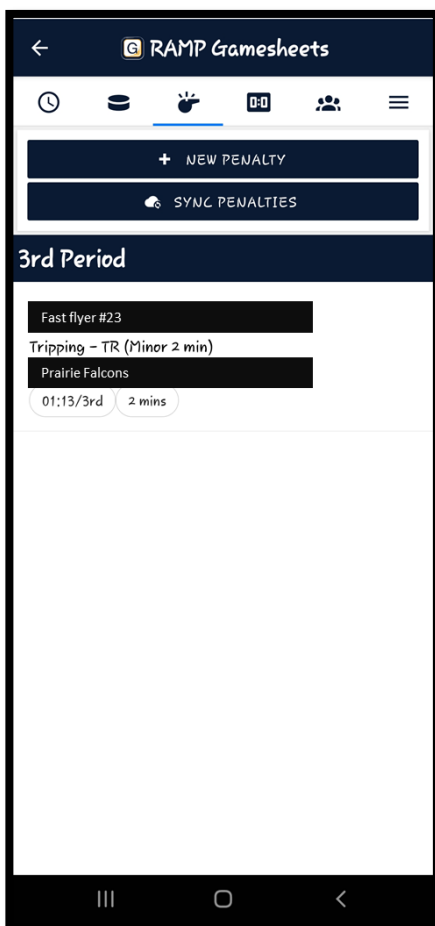 G RAMP Gamesheets
0:0
+ NEW PENALTY
SYNC PENALTIES
3rd Period
Fast flyer #23
Tripping - TR (Minor 2 min)
Prairie Falcons
01:13/3rd 2 mins